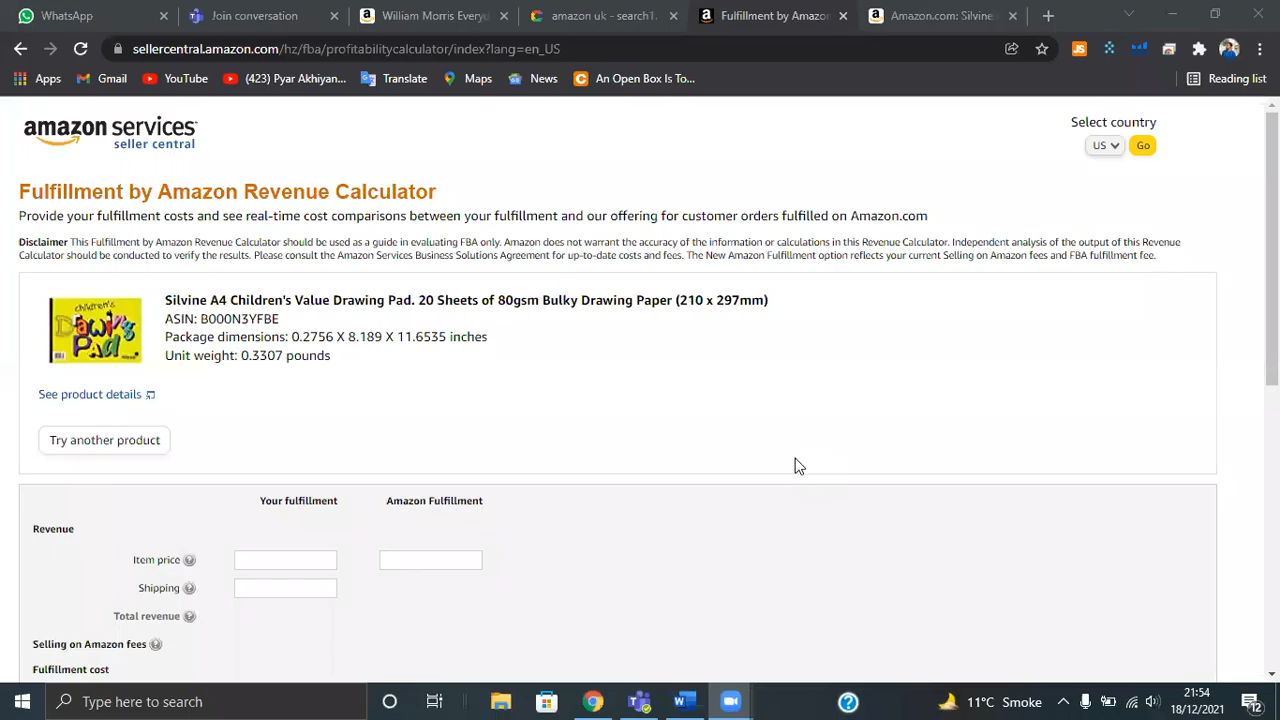 WhatsApp
Join conversation
William Morris Everyd
amazon uk - search1.
Fulfillment by Amazo
Amazon.com: Silvine
sellercentral.amazon.com/hz/fba/profitabilitycalculator/index?lang=en_US
Apps
Gmail
YouTube
(423) Pyar Akhiyan...
Translate
Maps
News
An Open Box Is To...
Reading list
amazon services
seller central
Select country
US
Go
Fulfillment by Amazon Revenue Calculator
Provide your fulfillment costs and see real-time cost comparisons between your fulfillment and our offering for customer orders fulfilled on Amazon.com
Disclaimer This Fulfillment by Amazon Revenue Calculator should be used as a guide in evaluating FBA only. Amazon does not warrant the accuracy of the information or calculations in this Revenue Calculator. Independent analysis of the output of this Revenue
Calculator should be conducted to verify the results. Please consult the Amazon Services Business Solutions Agreement for up-to-date costs and fees. The New Amazon Fulfillment option reflects your current Selling on Amazon fees and FBA fulfillment fee.
children's
Drawing
Pad
Silvine A4 Children's Value Drawing Pad. 20 Sheets of 80gsm Bulky Drawing Paper (210 x 297mm)
ASIN: B000N3YFBE
Package dimensions: 0.2756 X 8.189 X 11.6535 inches
Unit weight: 0.3307 pounds
See product details
Try another product
Your fulfillment
Amazon Fulfillment
Revenue
Item price
Shipping
Total revenue
Selling on Amazon fees
Fulfillment cost
Type here to search
11°C Smoke
21:54
18/12/2021
12